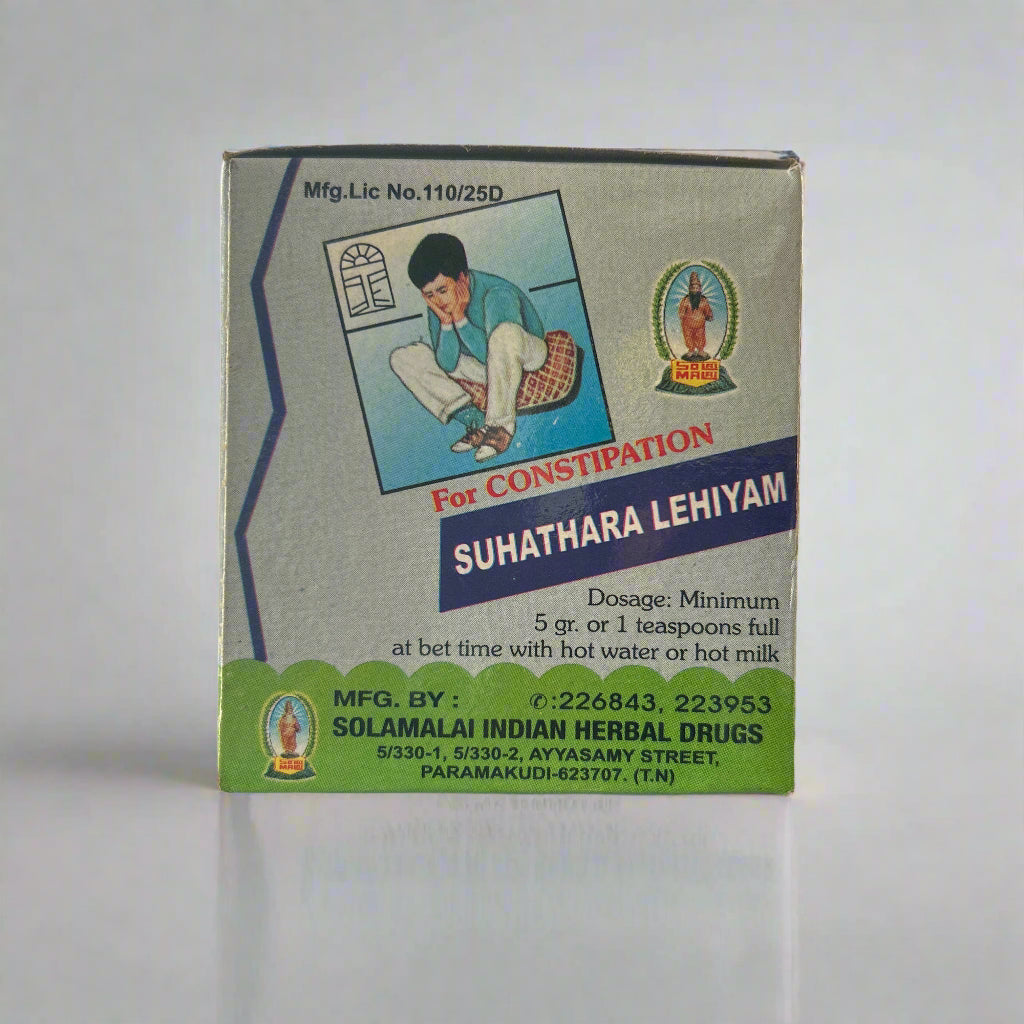 Mfg.Lic No.110/25D
SOLAI
MALAI
For CONSTIPATION
SUHATHARA LEHIYAM
Dosage: Minimum
5 gr. or 1 teaspoons full
at bet time with hot water or hot milk
MFG. BY : ✆:226843, 223953
SOLAMALAI INDIAN HERBAL DRUGS
5/330-1, 5/330-2, AYYASAMY STREET,
PARAMAKUDI-623707. (T.N)